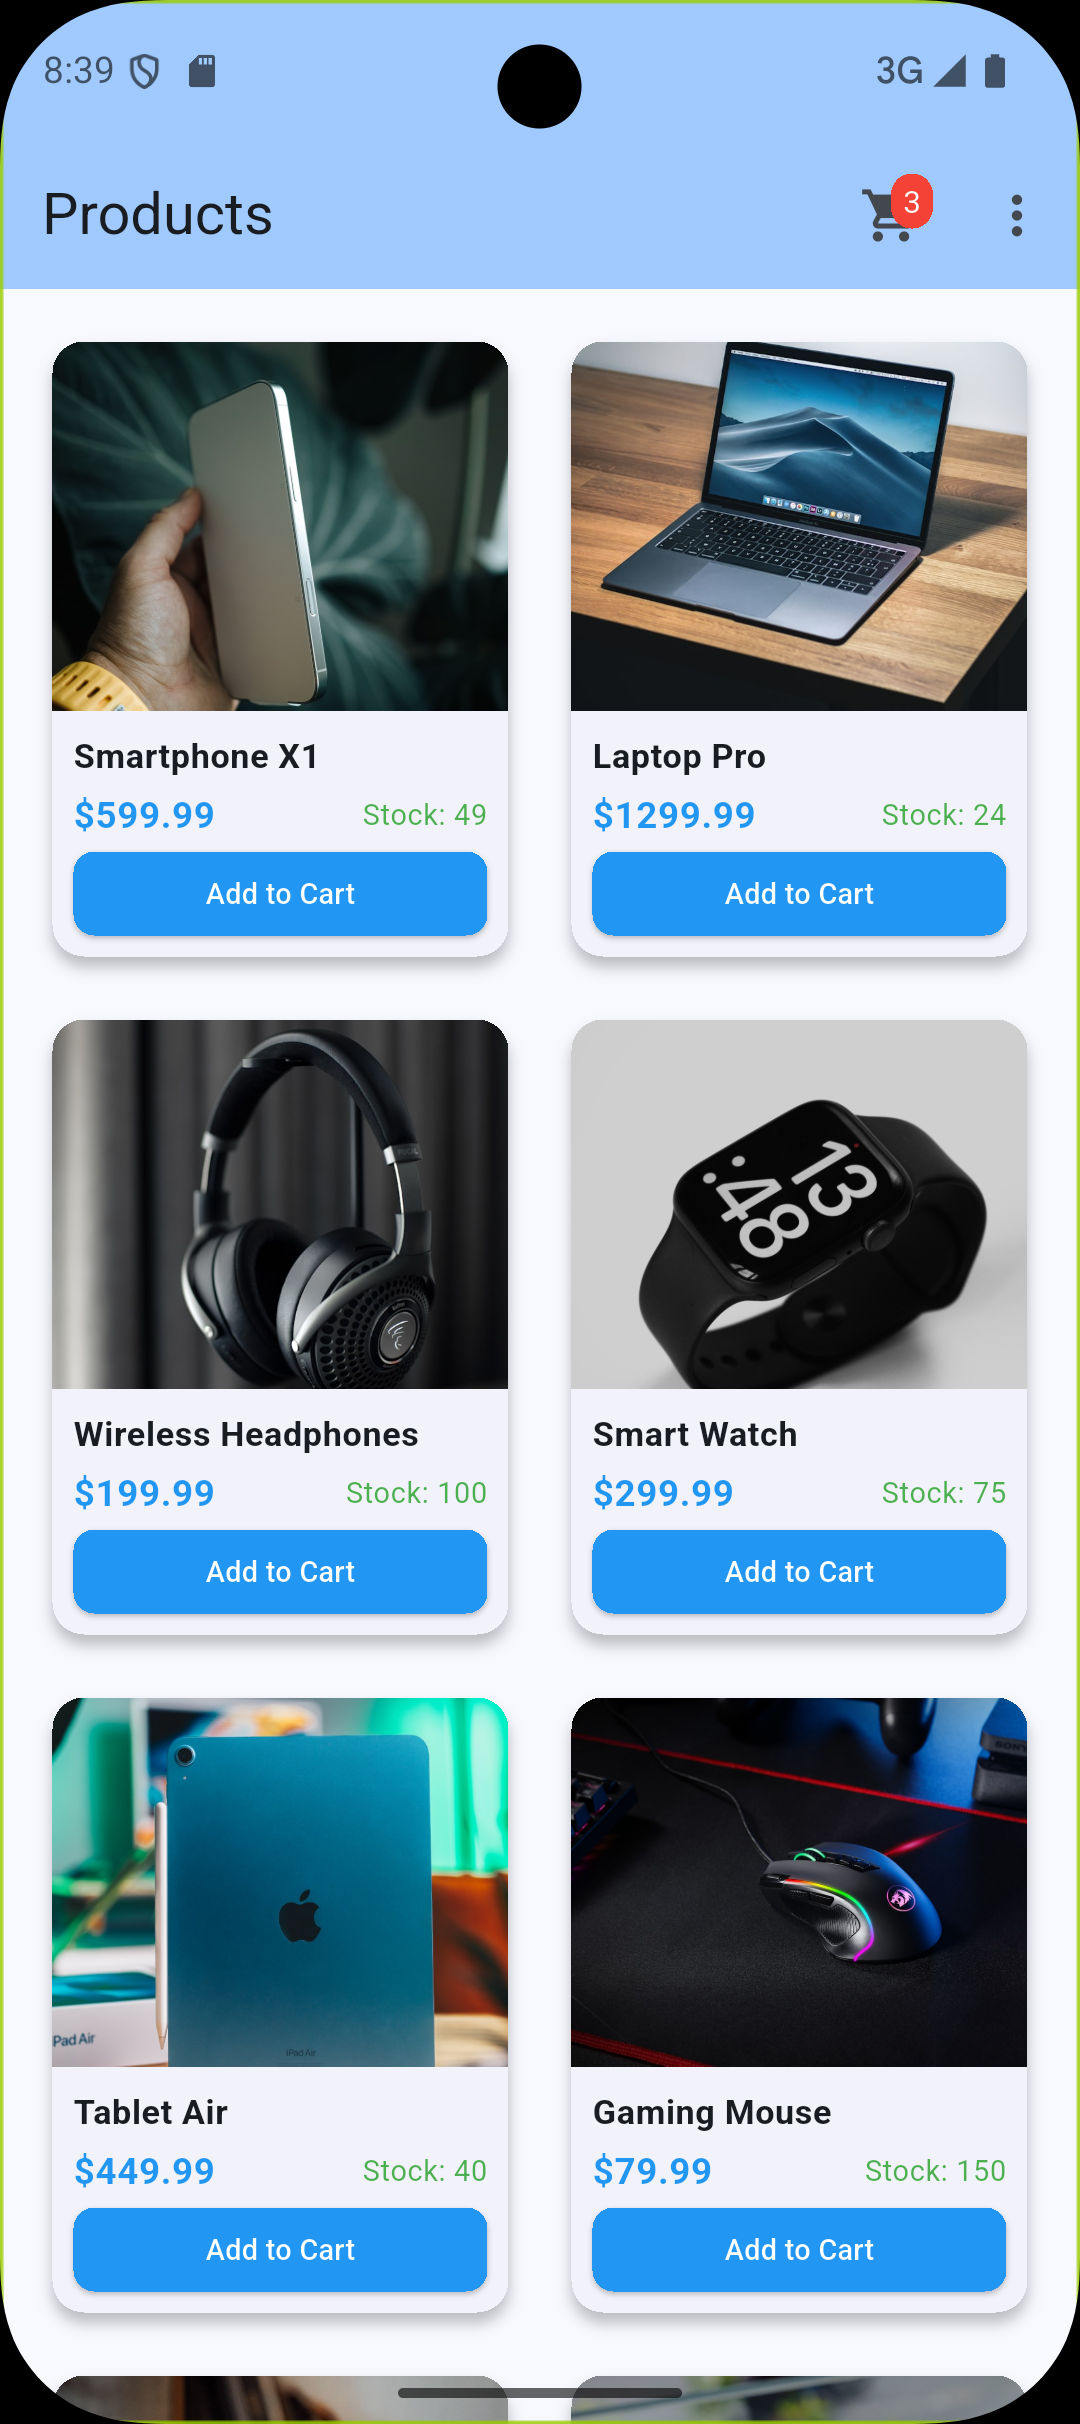 8:39
3G
Products
3
Smartphone X1
$599.99 Stock: 49
Add to Cart
Laptop Pro
$1299.99 Stock: 24
Add to Cart
13
48
Wireless Headphones
$199.99 Stock: 100
Add to Cart
Smart Watch
$299.99 Stock: 75
Add to Cart
SONY
Pad Air
iPad Air
Tablet Air
$449.99 Stock: 40
Add to Cart
Gaming Mouse
$79.99 Stock: 150
Add to Cart